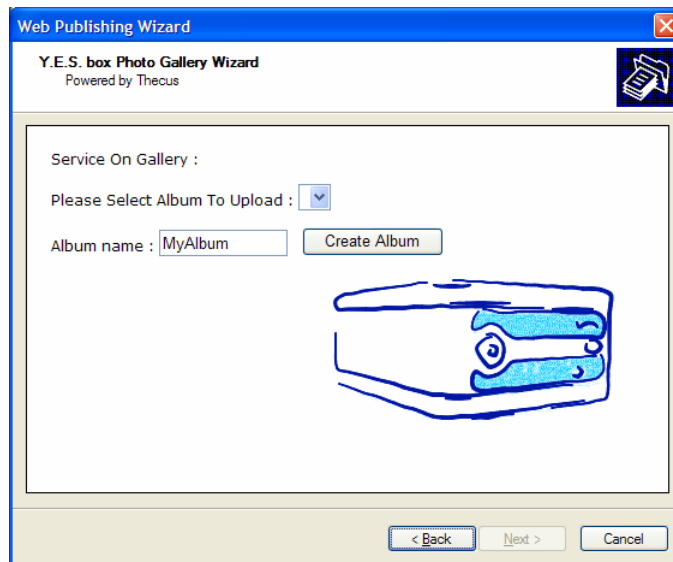 Web Publishing Wizard
Y.E.S. box Photo Gallery Wizard
Powered by Thecus
Service On Gallery :
Please Select Album To Upload :
Album name : MyAlbum Create Album
< Back Next > Cancel